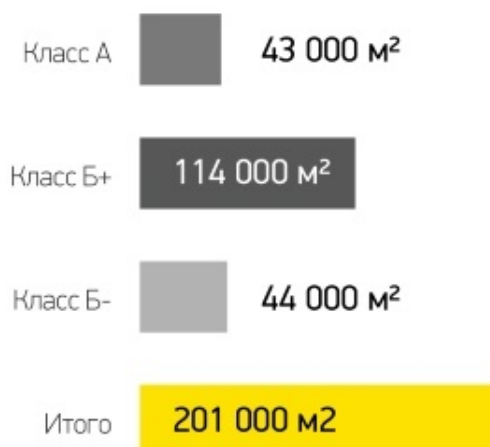 Класс А 43 000 м²
Класс Б+ 114 000 м²
Класс Б- 44 000 м²
Итого 201 000 м2